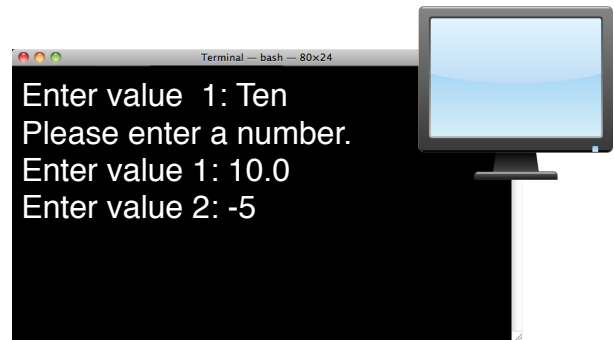 Terminal — bash — 80×24
Enter value  1: Ten
Please enter a number.
Enter value 1: 10.0
Enter value 2: -5